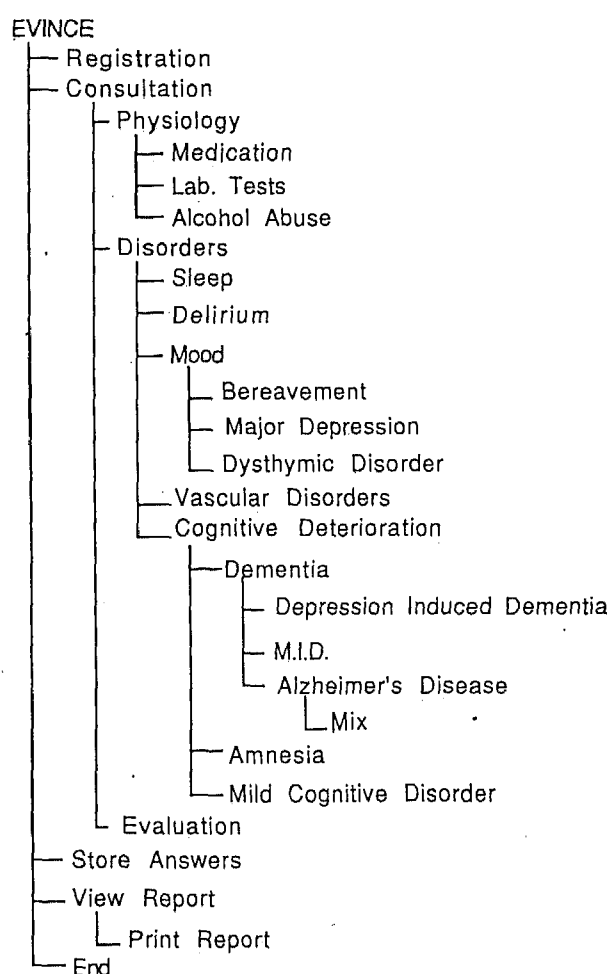 EVINCE
Registration
Consultation
Physiology
Medication
Lab. Tests
Alcohol Abuse
Disorders
Sleep
Delirium
Mood
Bereavement
Major Depression
Dysthymic Disorder
Vascular Disorders
Cognitive Deterioration
Dementia
Depression Induced Dementia
M.I.D.
Alzheimer's Disease
Mix
Amnesia
Mild Cognitive Disorder
Evaluation
Store Answers
View Report
Print Report
End